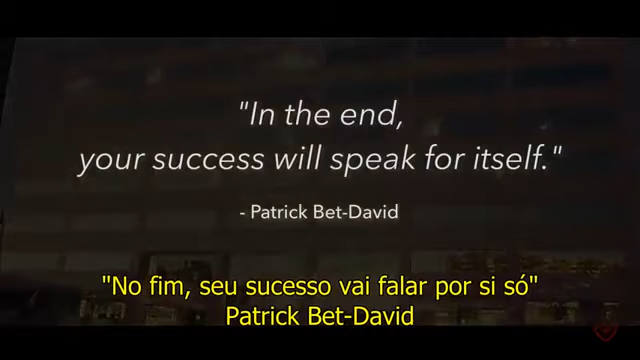 "In the end,
your success will speak for itself."
- Patrick Bet-David
"No fim, seu sucesso vai falar por si só"
Patrick Bet-David